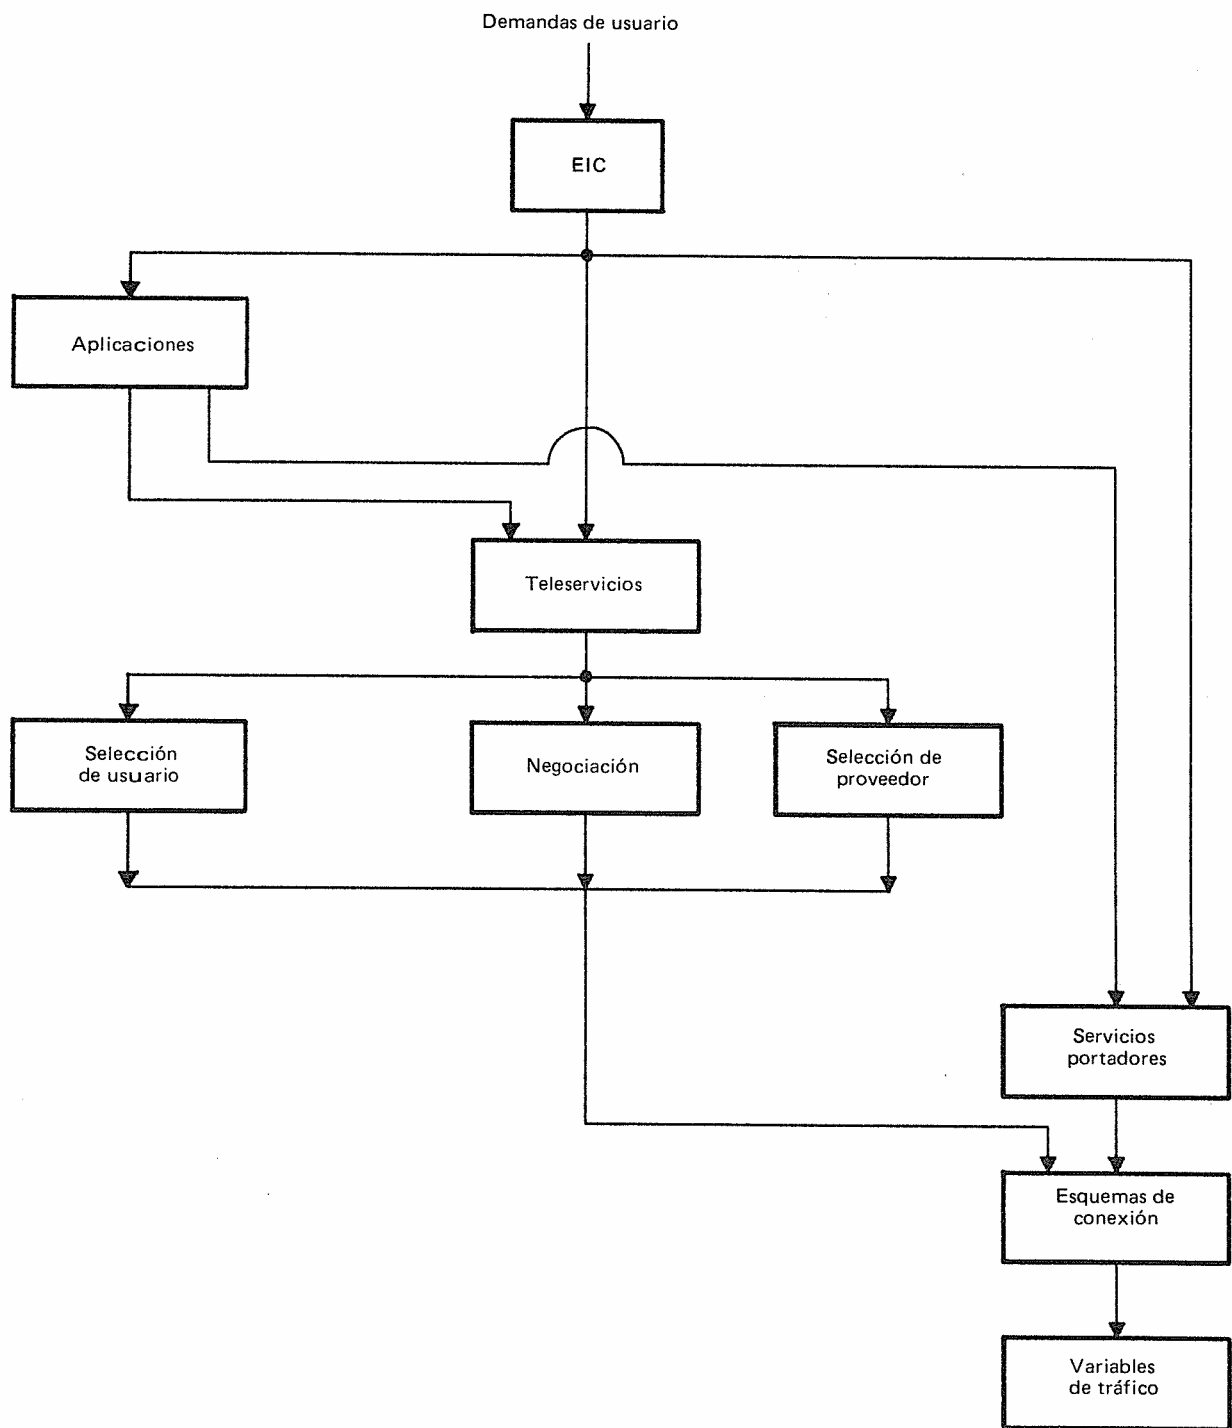 Demandas de usuario
EIC
Aplicaciones
Teleservicios
Selección
de usuario
Negociación
Selección de
proveedor
Servicios
portadores
Esquemas de
conexión
Variables
de tráfico